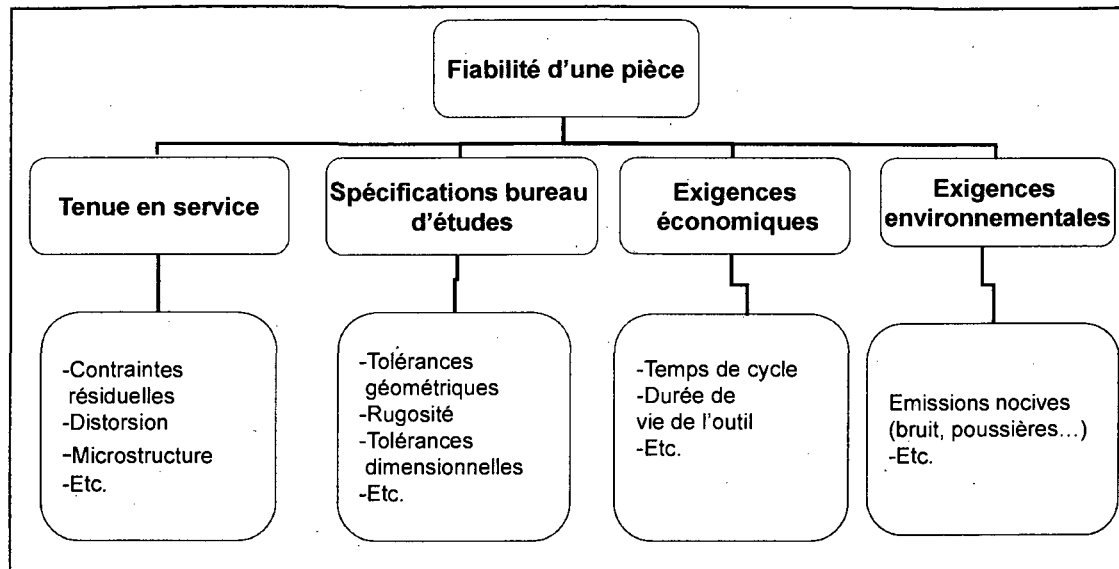 Fiabilité d'une pièce
Tenue en service
Spécifications bureau
d'études
Exigences
économiques
Exigences
environnementales
-Contraintes
résiduelles
-Distorsion
-Microstructure
-Etc.
-Tolérances
géométriques
-Rugosité
-Tolérances
dimensionnelles
-Etc.
-Temps de cycle
-Durée de
vie de l'outil
-Etc.
Emissions nocives
(bruit, poussières...)
-Etc.